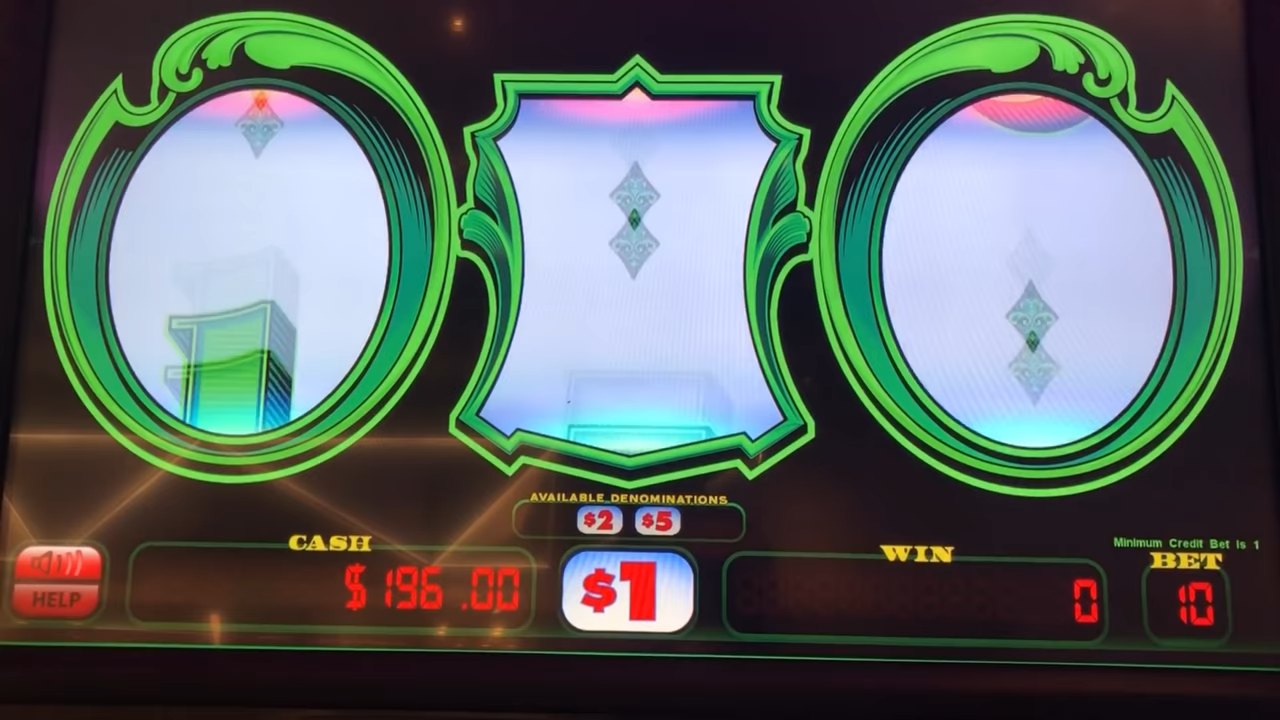 AVAILABLE DENOMINATIONS
$2 $5
Minimum Credit Bet is 1
CASH
WIN
BET
HELP
$196.00
$1
0
10